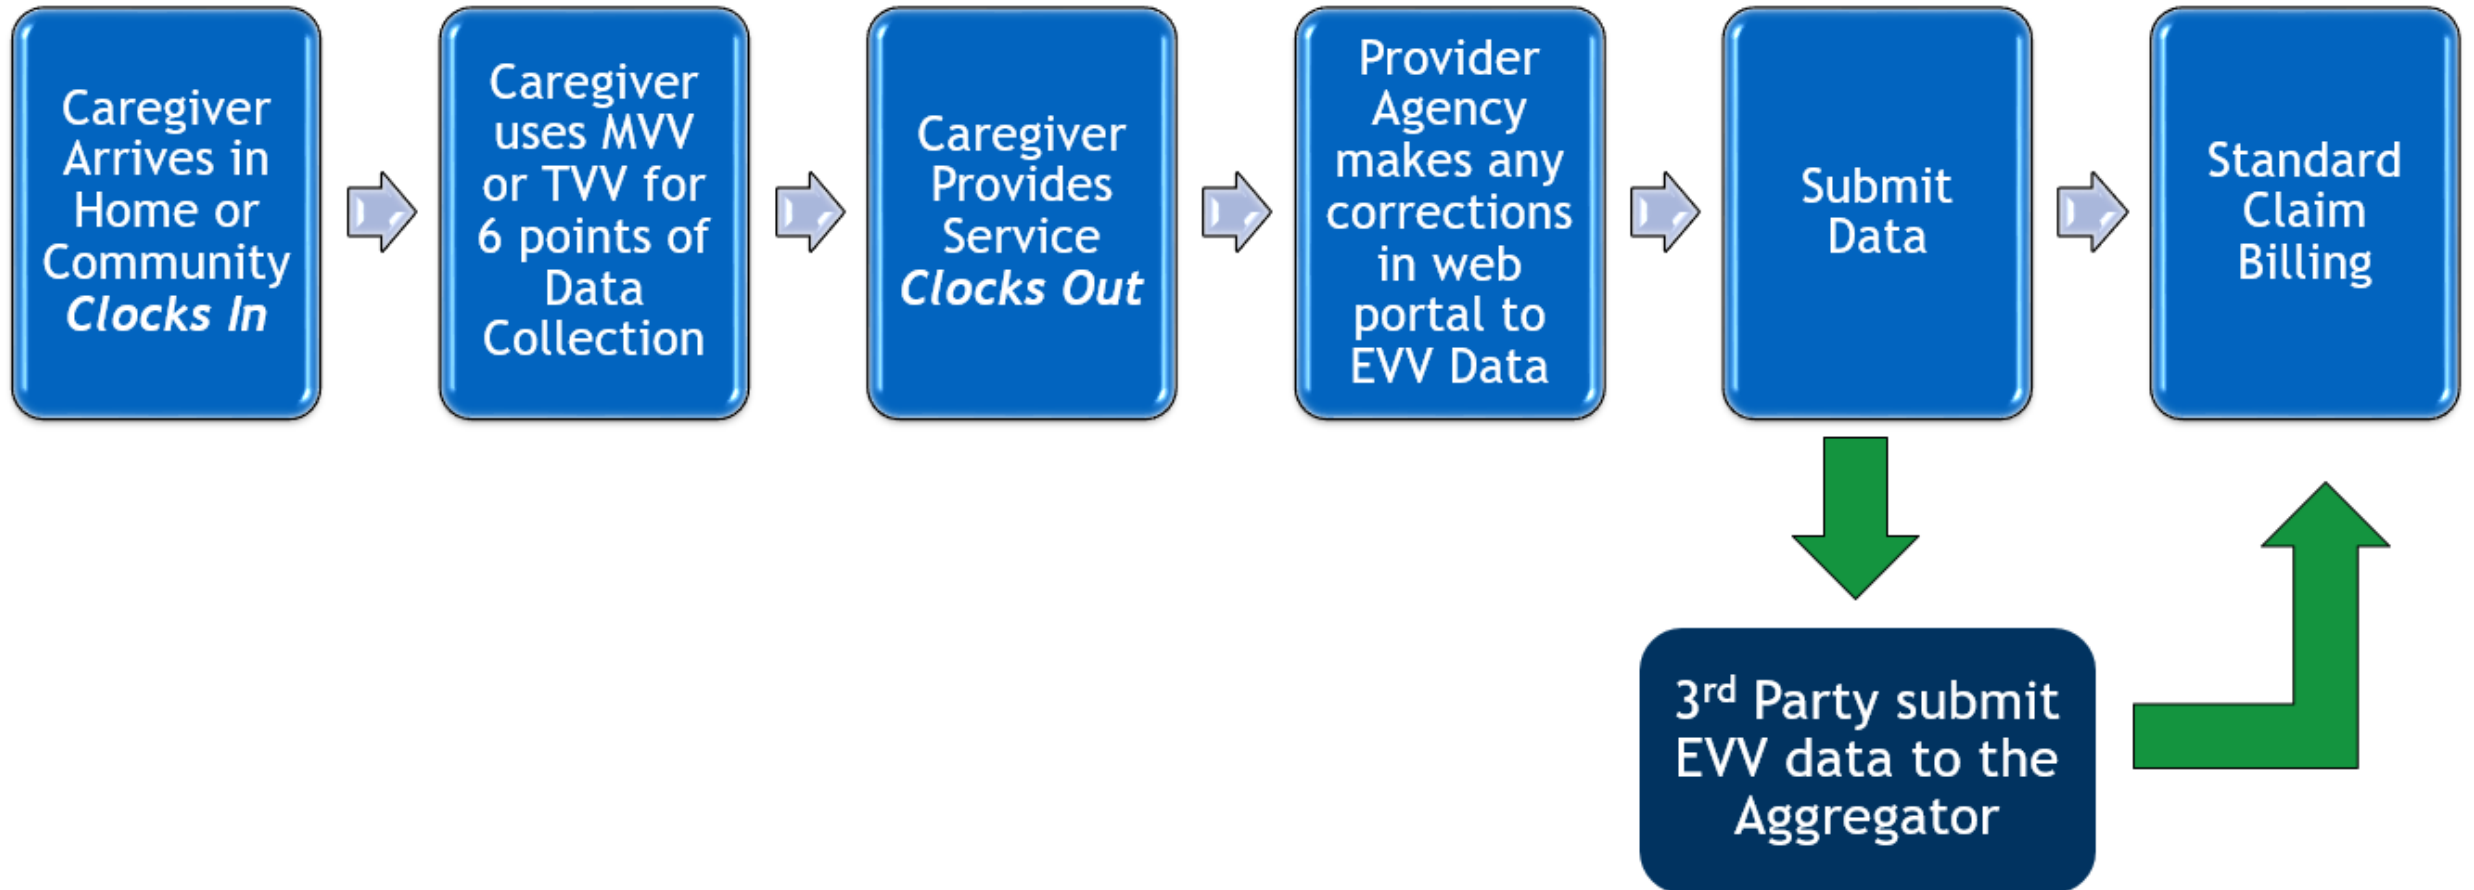 Caregiver
Arrives in
Home or
Community
Clocks In
Caregiver
uses MVV
or TVV for
6 points of
Data
Collection
Caregiver
Provides
Service
Clocks Out
Provider
Agency
makes any
corrections
in web
portal to
EVV Data
Submit
Data
Standard
Claim
Billing
3rd Party submit
EVV data to the
Aggregator